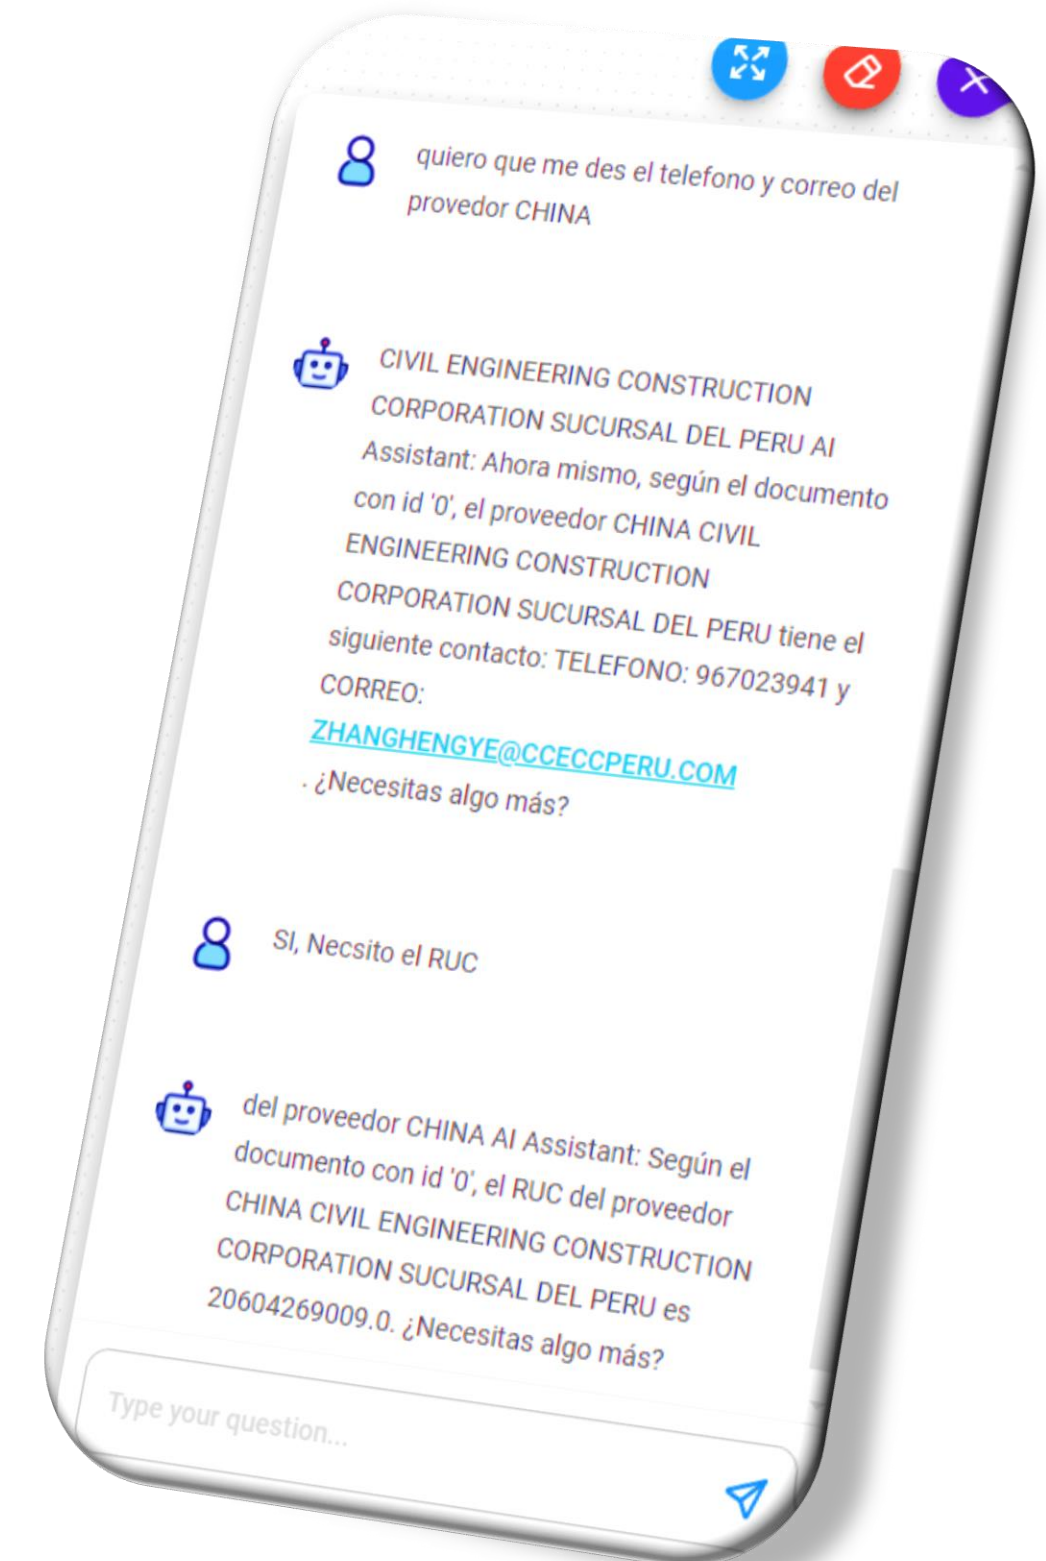 quiero que me des el telefono y correo del
provedor CHINA
CIVIL ENGINEERING CONSTRUCTION
CORPORATION SUCURSAL DEL PERU AI
Assistant: Ahora mismo, según el documento
con id '0', el proveedor CHINA CIVIL
ENGINEERING CONSTRUCTION
CORPORATION SUCURSAL DEL PERU tiene el
siguiente contacto: TELEFONO: 967023941 y
CORREO:
ZHANGHENGYE@CCECCPERU.COM
. ¿Necesitas algo más?
SI, Necsito el RUC
del proveedor CHINA AI Assistant: Según el
documento con id '0', el RUC del proveedor
CHINA CIVIL ENGINEERING CONSTRUCTION
CORPORATION SUCURSAL DEL PERU es
20604269009.0. ¿Necesitas algo más?
Type your question...